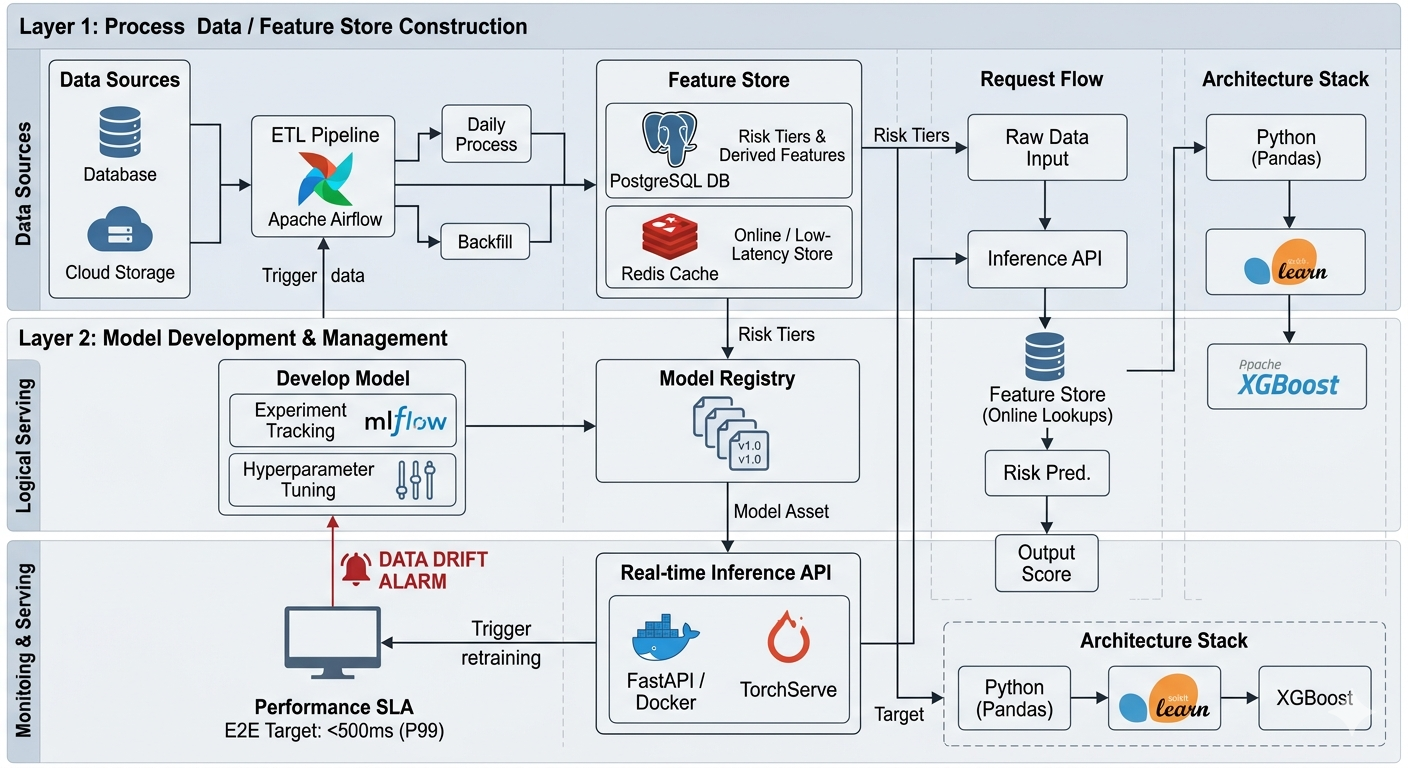 Layer 1: Process Data / Feature Store Construction
Data Sources
Data Sources
Database
Cloud Storage
ETL Pipeline
Apache Airflow
Daily
Process
Backfill
Trigger data
Feature Store
PostgreSQL DB
Risk Tiers &
Derived Features
Redis Cache
Online / Low-
Latency Store
Risk Tiers
Request Flow
Raw Data
Input
Inference API
Feature Store
(Online Lookups)
Risk Pred.
Output
Score
Architecture Stack
Python
(Pandas)
learn
Ppache
XGBoost
Layer 2: Model Development & Management
Logical Serving
Develop Model
Experiment
Tracking
mlflow
Hyperparameter
Tuning
Risk Tiers
Model Registry
v1.0
v1.0
Model Asset
Monitoing & Serving
DATA DRIFT
ALARM
Performance SLA
E2E Target: <500ms (P99)
Trigger
retraining
Real-time Inference API
FastAPI /
Docker
TorchServe
Target
Architecture Stack
Python
(Pandas)
learn
XGBoost